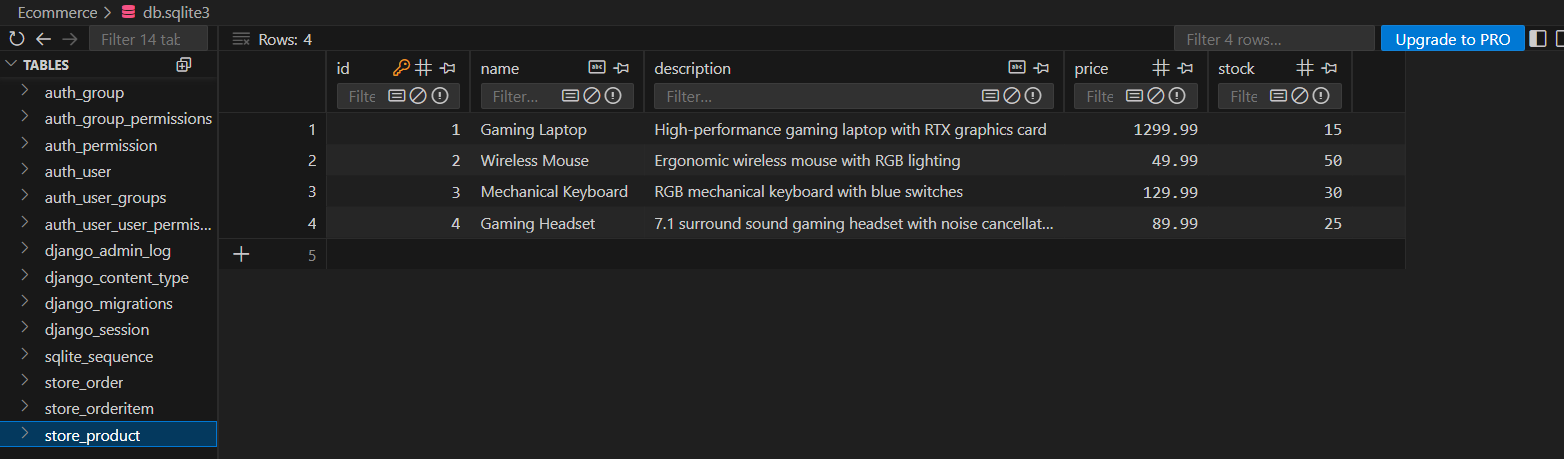 Ecommerce > db.sqlite3
Filter 14 tab
Rows: 4
Filter 4 rows...
Upgrade to PRO
TABLES
auth_group
auth_group_permissions
auth_permission
auth_user
auth_user_groups
auth_user_user_permis...
django_admin_log
django_content_type
django_migrations
django_session
sqlite_sequence
store_order
store_orderitem
store_product
id name description price stock
Filte Filter... Filter... Filte Filte
1 1 Gaming Laptop High-performance gaming laptop with RTX graphics card 1299.99 15
2 2 Wireless Mouse Ergonomic wireless mouse with RGB lighting 49.99 50
3 3 Mechanical Keyboard RGB mechanical keyboard with blue switches 129.99 30
4 4 Gaming Headset 7.1 surround sound gaming headset with noise cancellat... 89.99 25
5